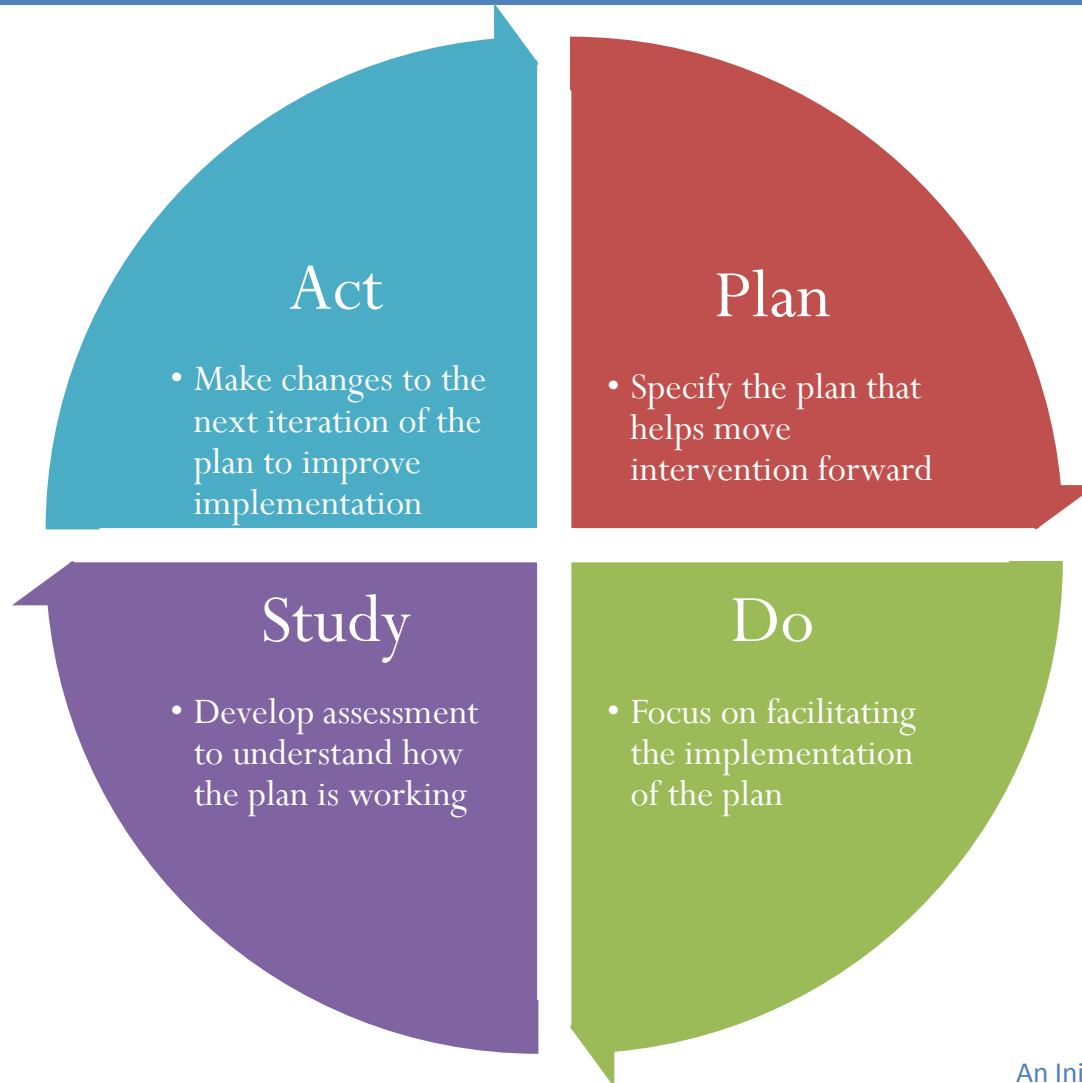 Act
• Make changes to the
next iteration of the
plan to improve
implementation
Plan
• Specify the plan that
helps move
intervention forward
Study
• Develop assessment
to understand how
the plan is working
Do
• Focus on facilitating
the implementation
of the plan
An Ini